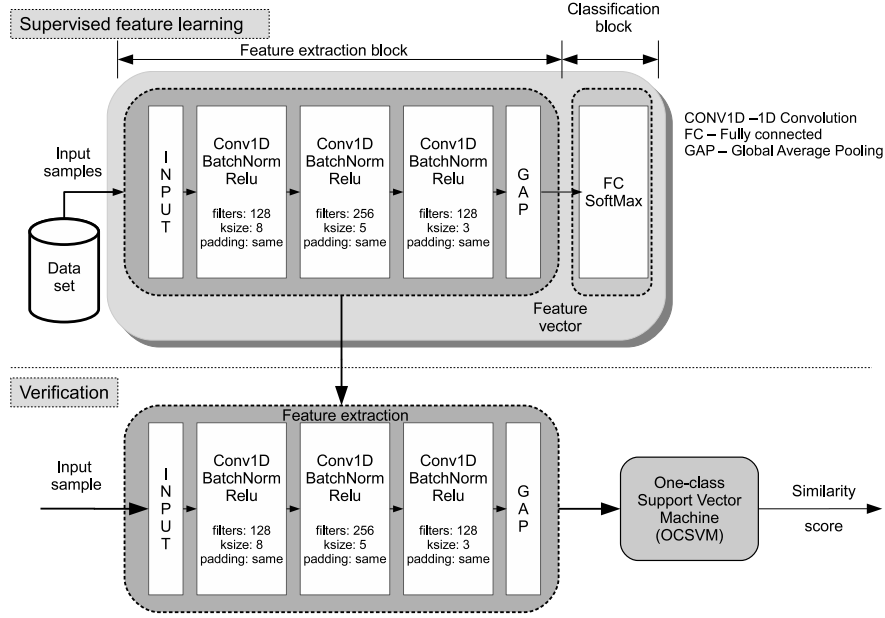 Supervised feature learning
Feature extraction block
Classification
block
CONV1D –1D Convolution
FC – Fully connected
GAP – Global Average Pooling
Input
samples
Data
set
INPUT
Conv1D
BatchNorm
Relu
filters: 128
ksize: 8
padding: same
Conv1D
BatchNorm
Relu
filters: 256
ksize: 5
padding: same
Conv1D
BatchNorm
Relu
filters: 128
ksize: 3
padding: same
GAP
FC
SoftMax
Feature
vector
Verification
Feature extraction
Input
sample
INPUT
Conv1D
BatchNorm
Relu
filters: 128
ksize: 8
padding: same
Conv1D
BatchNorm
Relu
filters: 256
ksize: 5
padding: same
Conv1D
BatchNorm
Relu
filters: 128
ksize: 3
padding: same
GAP
One-class
Support Vector
Machine
(OCSVM)
Similarity
score